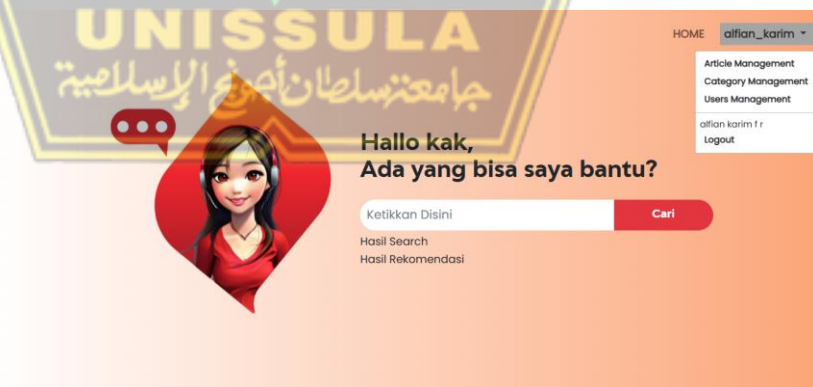 UNISSULA
جامعتنسلطان أجونج الإسلامية
HOME alfian_karim
Article Management
Category Management
Users Management
alfian karim f r
Logout
Hallo kak,
Ada yang bisa saya bantu?
Ketikkan Disini
Cari
Hasil Search
Hasil Rekomendasi